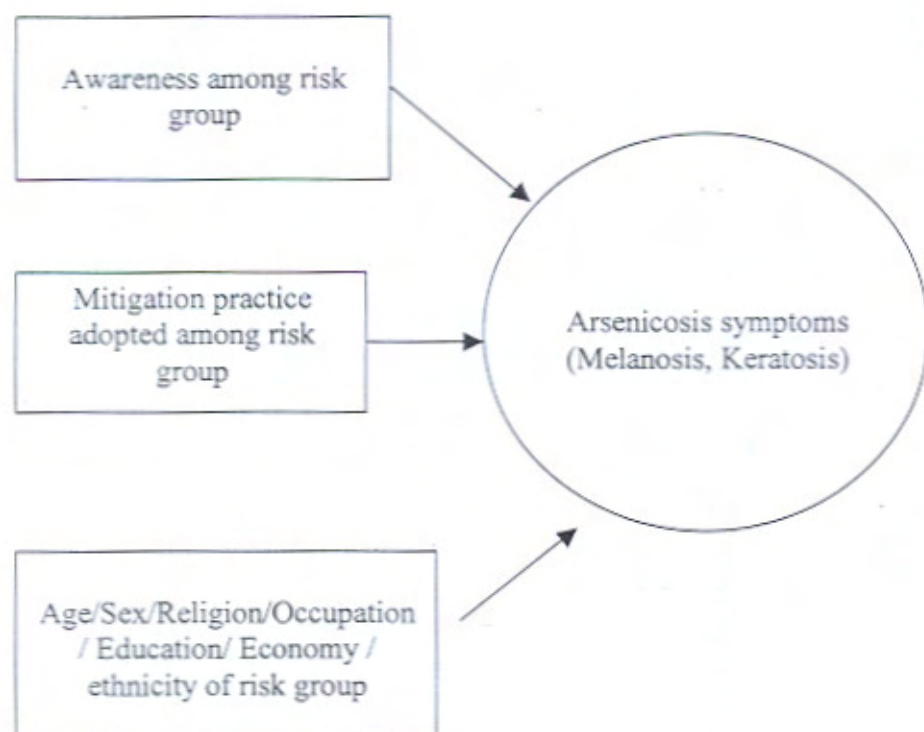 Awareness among risk
group
Mitigation practice
adopted among risk
group
Arsenicosis symptoms
(Melanosis, Keratosis)
Age/Sex/Religion/Occupation
/ Education/ Economy /
ethnicity of risk group